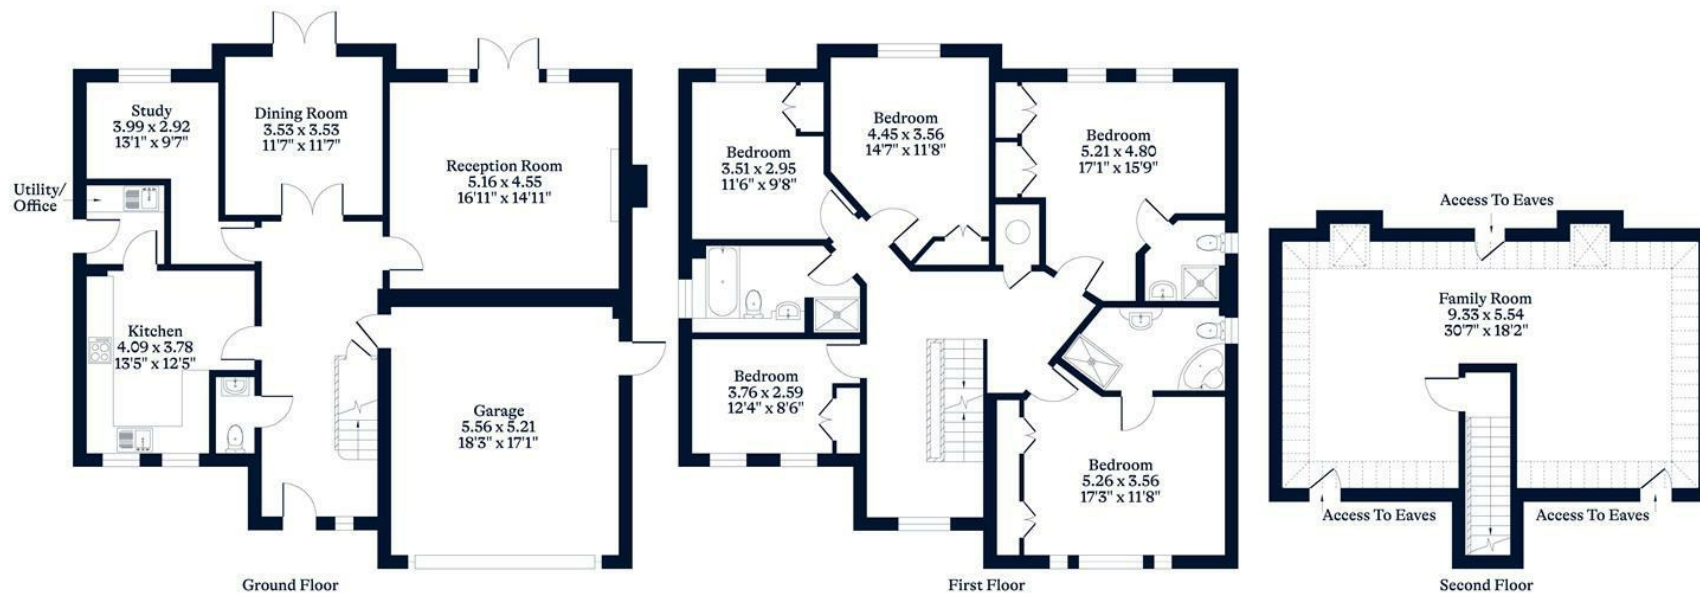 Study
3.99 x 2.92
13'1" x 9'7"
Dining Room
3.53 x 3.53
11'7" x 11'7"
Reception Room
5.16 x 4.55
16'11" x 14'11"
Utility/
Office
Kitchen
4.09 x 3.78
13'5" x 12'5"
Garage
5.56 x 5.21
18'3" x 17'1"
Ground Floor
Bedroom
3.51 x 2.95
11'6" x 9'8"
Bedroom
4.45 x 3.56
14'7" x 11'8"
Bedroom
5.21 x 4.80
17'1" x 15'9"
Bedroom
3.76 x 2.59
12'4" x 8'6"
Bedroom
5.26 x 3.56
17'3" x 11'8"
First Floor
Access To Eaves
Family Room
9.33 x 5.54
30'7" x 18'2"
Access To Eaves
Access To Eaves
Second Floor